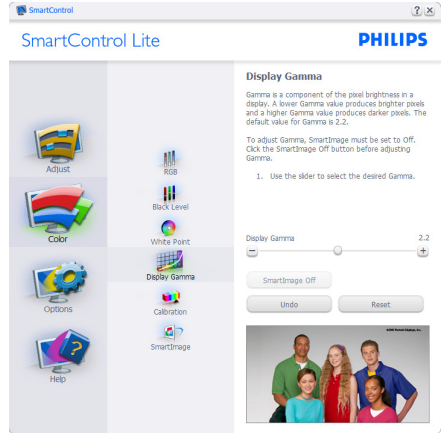 SmartControl
SmartControl Lite
PHILIPS
Adjust
Color
Options
Help
RGB
Black Level
White Point
Display Gamma
Calibration
SmartImage
Display Gamma
Gamma is a component of the pixel brightness in a
display. A lower Gamma value produces brighter pixels
and a higher Gamma value produces darker pixels. The
default value for Gamma is 2.2.
To adjust Gamma, SmartImage must be set to Off.
Click the SmartImage Off button before adjusting
Gamma.
1. Use the slider to select the desired Gamma.
Display Gamma 2.2
SmartImage Off
Undo Reset